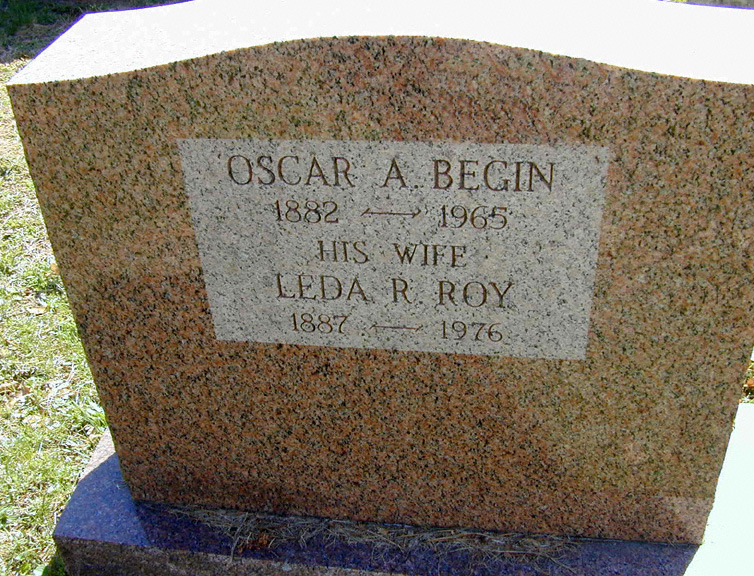 OSCAR A. BEGIN
1882 ⟷ 1965
HIS WIFE
LEDA R. ROY
1887 ⟷ 1976